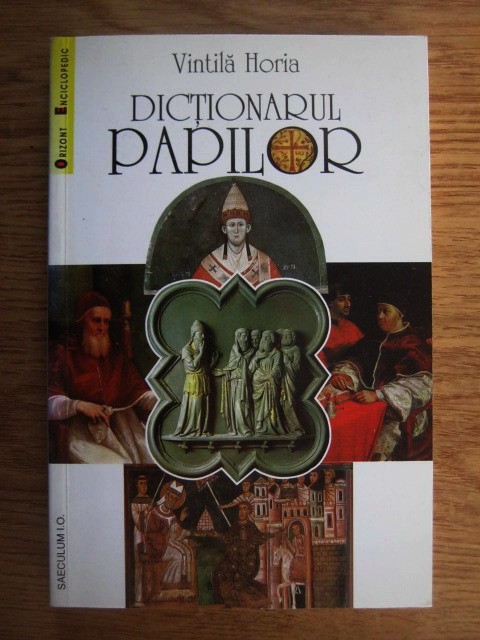 Vintilă Horia
DICȚIONARUL
PAPILOR
ORIZONT ENCICLOPEDIC
SAECULUM I.O.